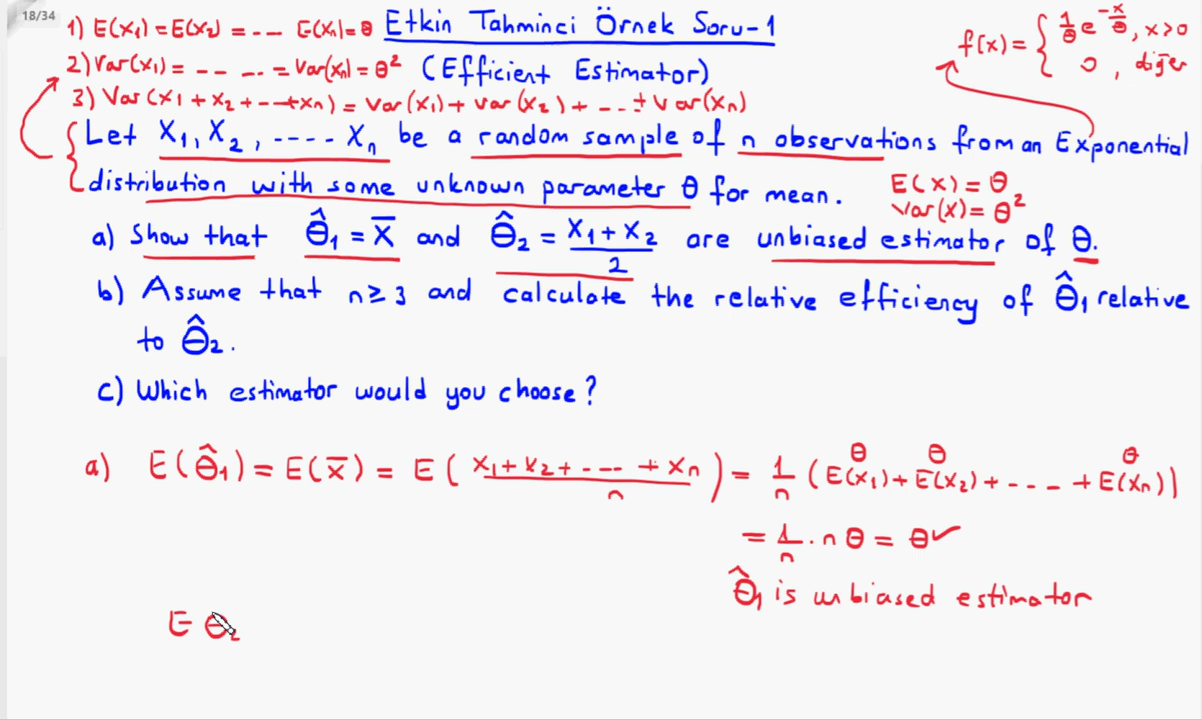 18/34
1) E(x₁) = E(x₂) = --- E(xₙ) = θ Etkin Tahminci Örnek Soru-1
f(x) = { 1/θ e^(-x/θ), x>0
0, diğer
2) Var(x₁) = -- -- -- = Var(xₙ) = θ² (Efficient Estimator)
3) Var(x₁ + x₂ + --- + xₙ) = Var(x₁) + Var(x₂) + --- + Var(xₙ)
Let X₁, X₂, ---- Xₙ be a random sample of n observations from an Exponential
distribution with some unknown parameter θ for mean.
E(x) = θ
Var(x) = θ²
a) Show that θ̂₁ = X̄ and θ̂₂ = (X₁ + X₂)/2 are unbiased estimator of θ.
b) Assume that n≥3 and calculate the relative efficiency of θ̂₁ relative
to θ̂₂.
c) Which estimator would you choose?
a) E(θ̂₁) = E(x̄) = E((x₁ + x₂ + --- + xₙ)/n) = 1/n (E(x₁) + E(x₂) + ---- + E(xₙ))
θ θ θ
= 1/n . nθ = θ ✓
θ̂₁ is unbiased estimator
E θ₂